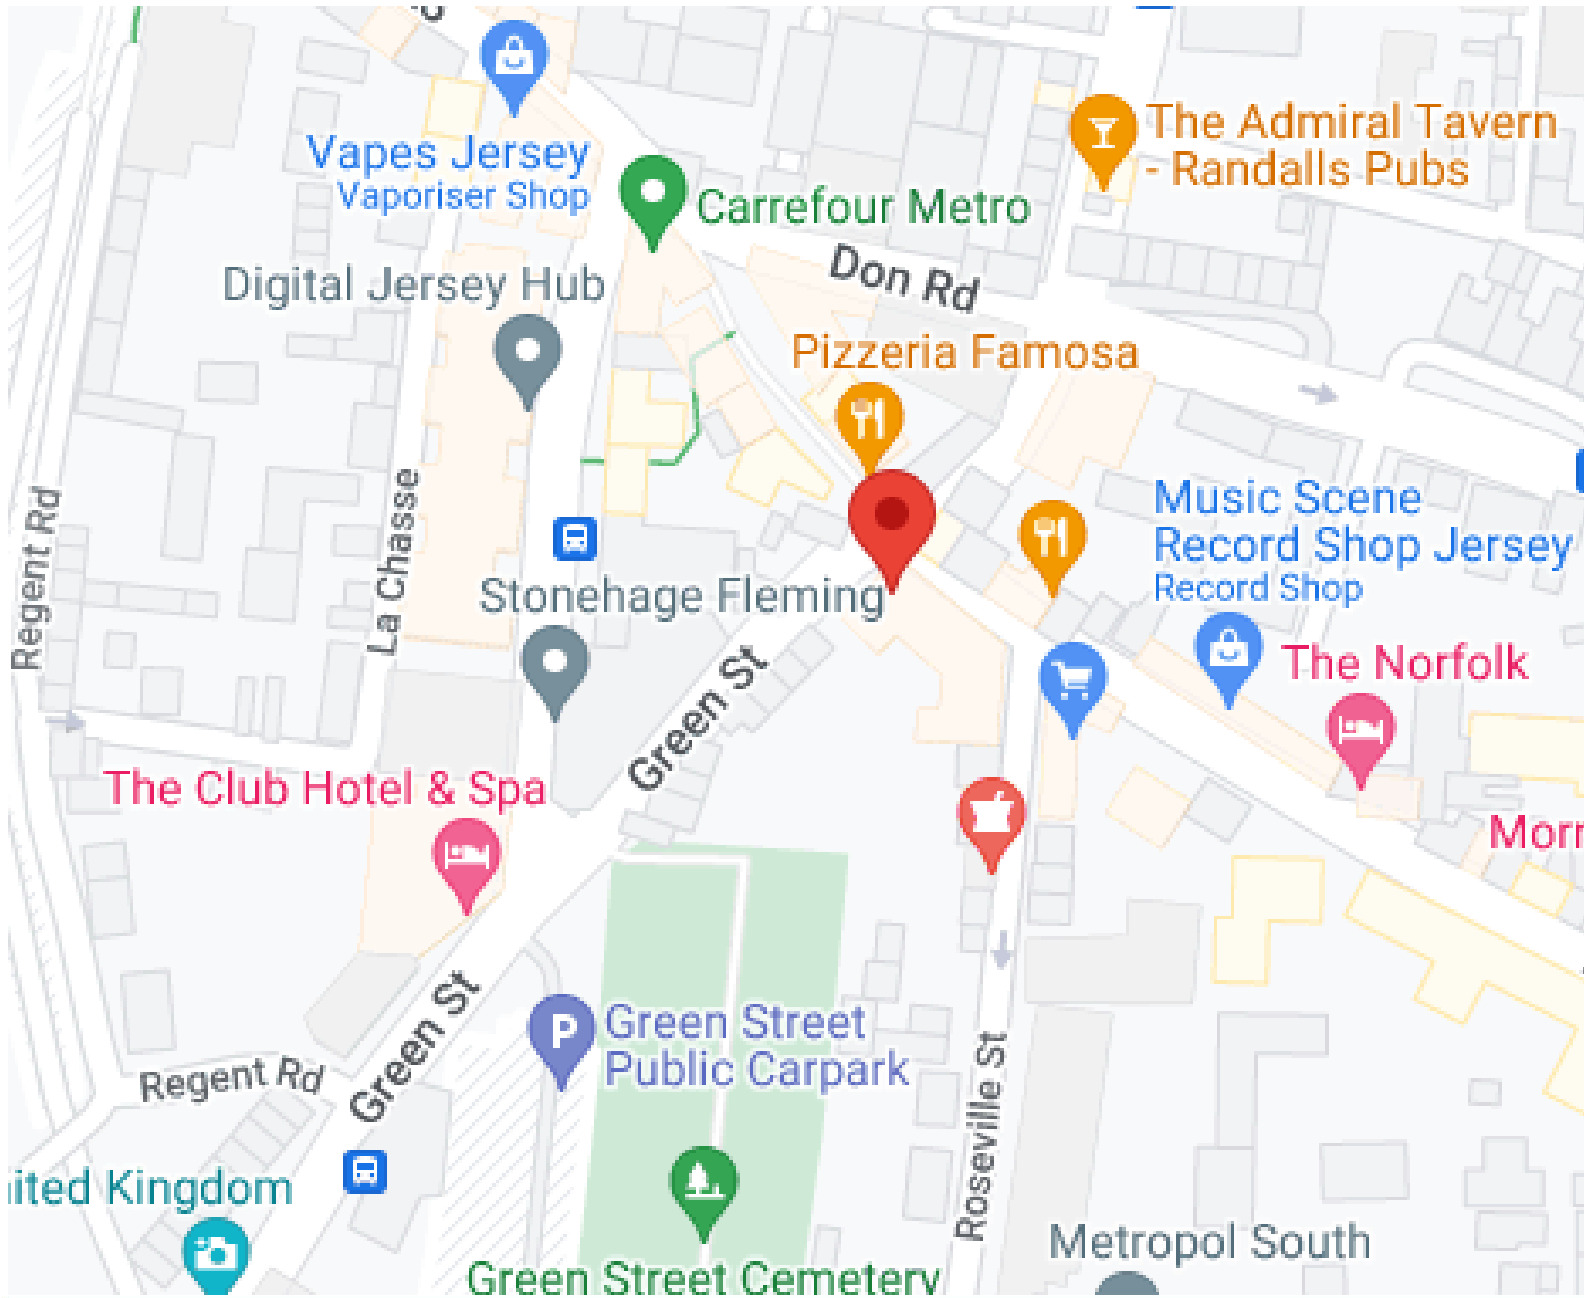 Vapes Jersey
Vaporiser Shop
The Admiral Tavern
- Randalls Pubs
Carrefour Metro
Don Rd
Digital Jersey Hub
Pizzeria Famosa
Music Scene
Record Shop Jersey
Record Shop
La Chasse
Regent Rd
Stonehage Fleming
Green St
The Norfolk
The Club Hotel & Spa
Morr
Green St
P
Green Street
Public Carpark
Regent Rd
Roseville St
ited Kingdom
Metropol South
Green Street Cemetery